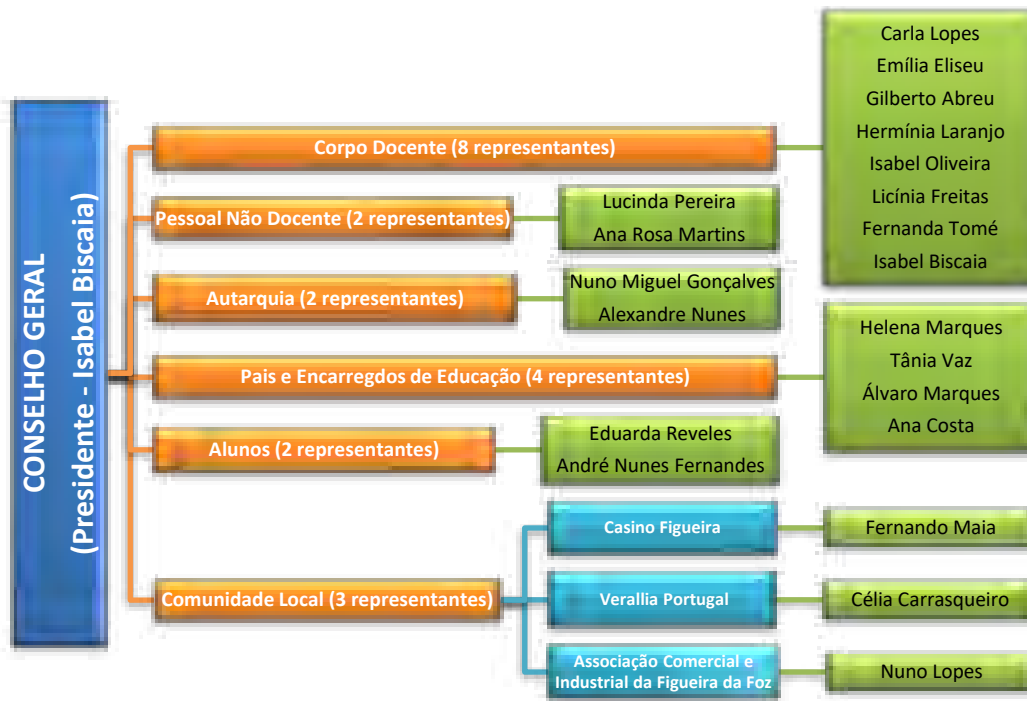 CONSELHO GERAL
(Presidente - Isabel Biscaia)
Corpo Docente (8 representantes)
Carla Lopes
Emília Eliseu
Gilberto Abreu
Hermínia Laranjo
Isabel Oliveira
Licínia Freitas
Fernanda Tomé
Isabel Biscaia
Pessoal Não Docente (2 representantes)
Lucinda Pereira
Ana Rosa Martins
Autarquia (2 representantes)
Nuno Miguel Gonçalves
Alexandre Nunes
Pais e Encarregdos de Educação (4 representantes)
Helena Marques
Tânia Vaz
Álvaro Marques
Ana Costa
Alunos (2 representantes)
Eduarda Reveles
André Nunes Fernandes
Comunidade Local (3 representantes)
Casino Figueira
Fernando Maia
Verallia Portugal
Célia Carrasqueiro
Associação Comercial e
Industrial da Figueira da Foz
Nuno Lopes